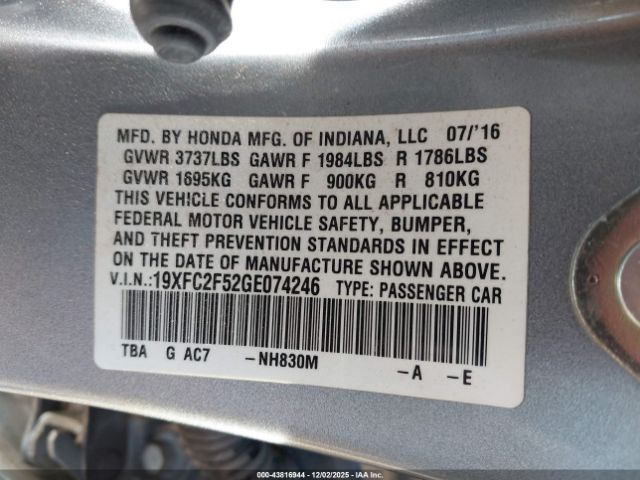 MFD. BY HONDA MFG. OF INDIANA, LLC 07/'16
GVWR 3737LBS GAWR F 1984LBS R 1786LBS
GVWR 1695KG GAWR F 900KG R 810KG
THIS VEHICLE CONFORMS TO ALL APPLICABLE
FEDERAL MOTOR VEHICLE SAFETY, BUMPER,
AND THEFT PREVENTION STANDARDS IN EFFECT
ON THE DATE OF MANUFACTURE SHOWN ABOVE.
V.I.N.:19XFC2F52GE074246 TYPE: PASSENGER CAR
TBA G AC7 -NH830M -A -E
000-43816944 - 12/02/2025 - IAAI.COM